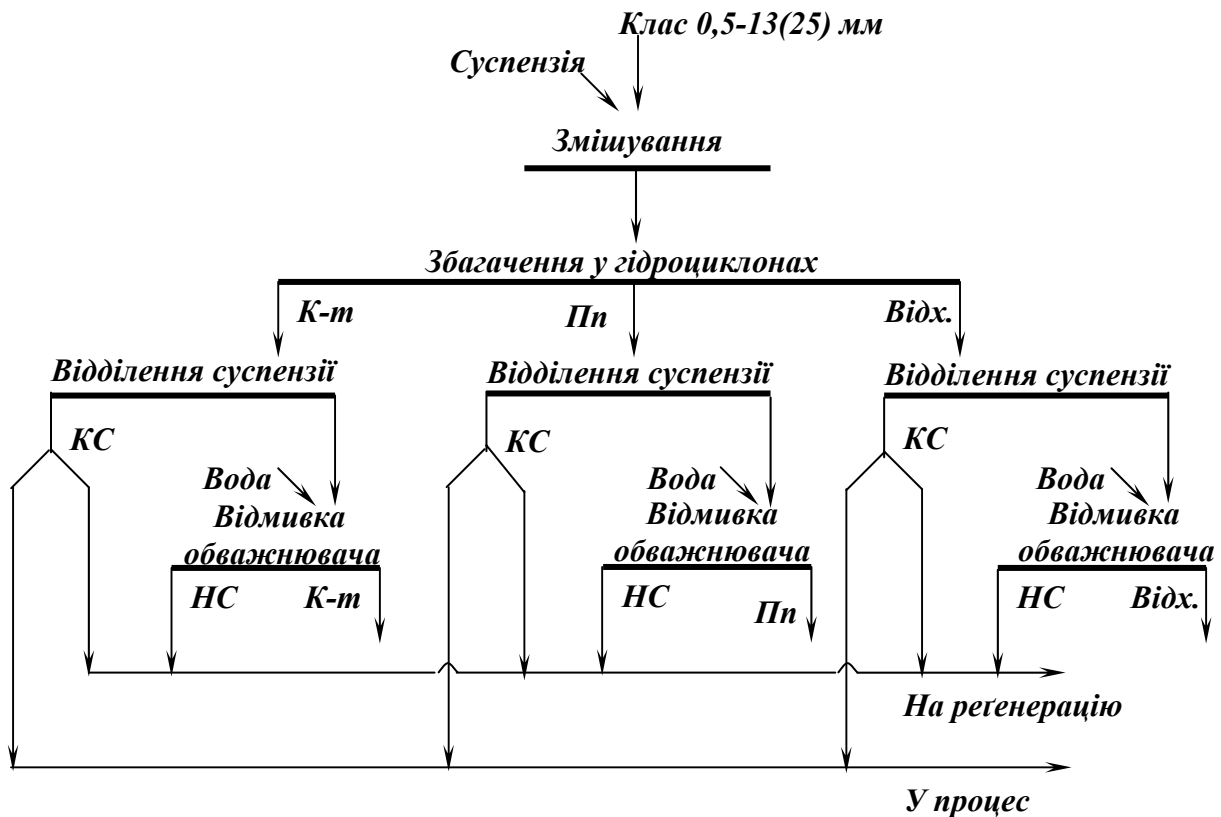 Клас 0,5-13(25) мм
Суспензія
Змішування
Збагачення у гідроциклонах
К-т
Пп
Відх.
Відділення суспензії
Відділення суспензії
Відділення суспензії
КС
КС
КС
Вода
Вода
Вода
Відмивка
обважнювача
Відмивка
обважнювача
Відмивка
обважнювача
НС
К-т
НС
Пп
НС
Відх.
На реґенерацію
У процес